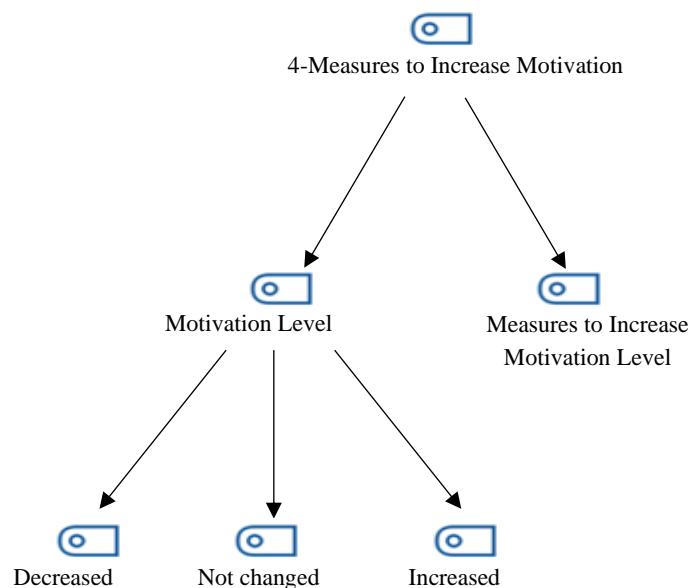 4-Measures to Increase Motivation
Motivation Level
Measures to Increase
Motivation Level
Decreased
Not changed
Increased